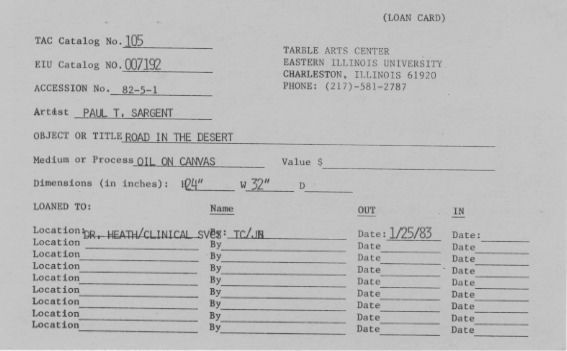 (LOAN CARD)
TAC Catalog No. 105
TARBLE ARTS CENTER
EIU Catalog NO. 007192
EASTERN ILLINOIS UNIVERSITY
CHARLESTON, ILLINOIS 61920
ACCESSION No. 82-5-1
PHONE: (217)-581-2787
Artist PAUL T. SARGENT
OBJECT OR TITLE ROAD IN THE DESERT
Medium or Process OIL ON CANVAS Value $
Dimensions (in inches): H 24" W 32" D
LOANED TO: Name OUT IN
Location: DR. HEATH/CLINICAL SVCS By: TC/JN Date: 1/25/83 Date:
Location By Date Date
Location By Date Date
Location By Date Date
Location By Date Date
Location By Date Date
Location By Date Date
Location By Date Date
Location By Date Date